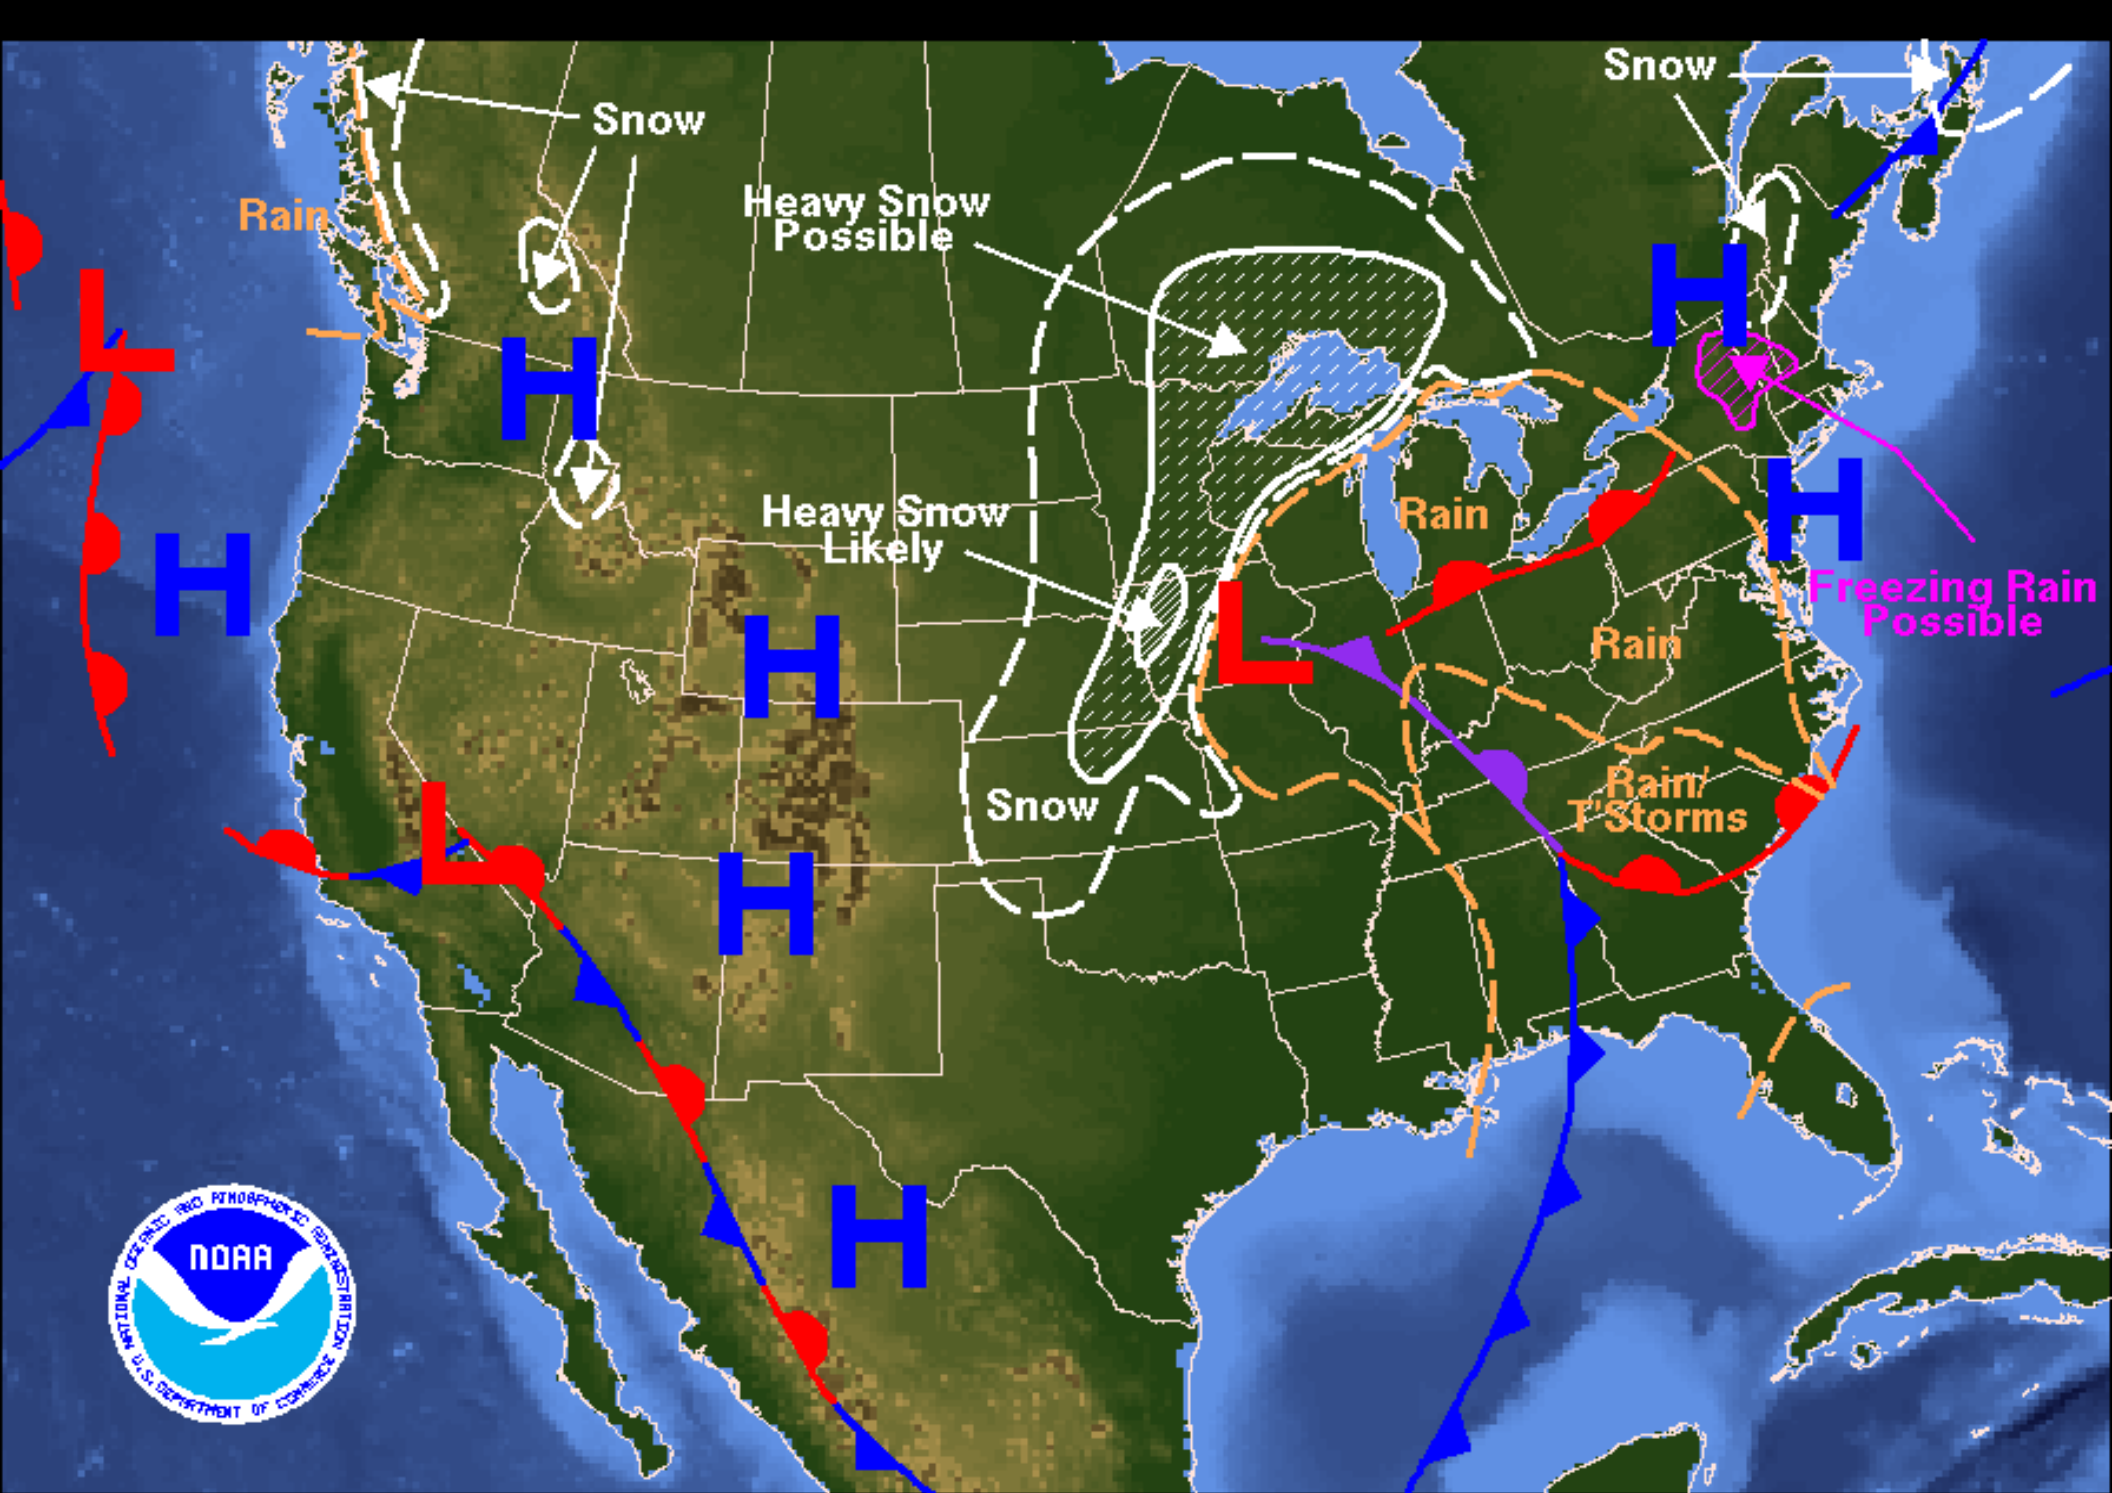 Snow
Snow
Heavy Snow
Possible
Rain
H
L
H
H
Heavy Snow
Likely
Rain
H
H
Freezing Rain
Possible
L
Rain
H
Rain/
T'Storms
Snow
L
H
H
NATIONAL OCEANIC AND ATMOSPHERIC ADMINISTRATION
NOAA
U.S. DEPARTMENT OF COMMERCE